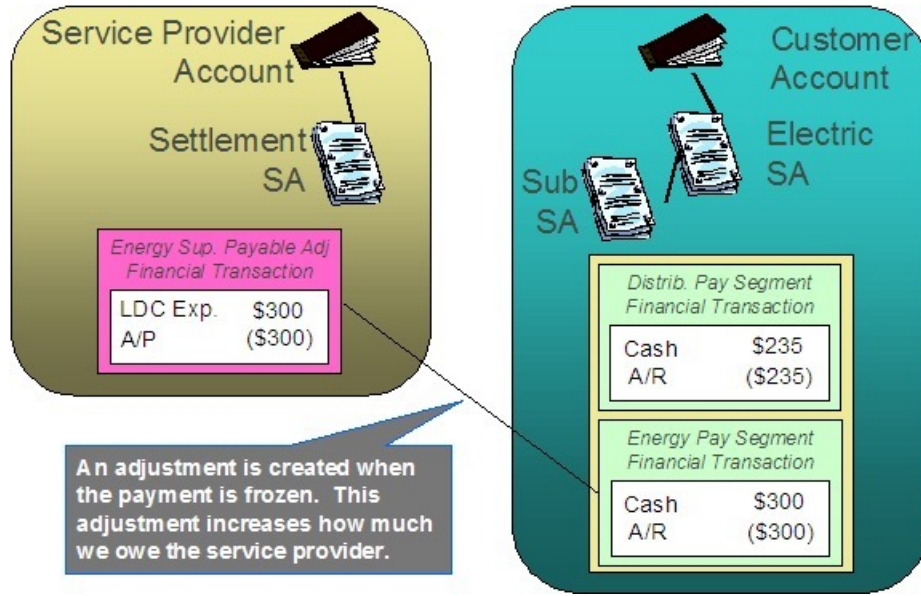 Service Provider
Account
Settlement
SA
Energy Sup. Payable Adj
Financial Transaction
LDC Exp. $300
A/P ($300)
An adjustment is created when
the payment is frozen. This
adjustment increases how much
we owe the service provider.
Customer
Account
Electric
SA
Sub
SA
Distrib. Pay Segment
Financial Transaction
Cash $235
A/R ($235)
Energy Pay Segment
Financial Transaction
Cash $300
A/R ($300)